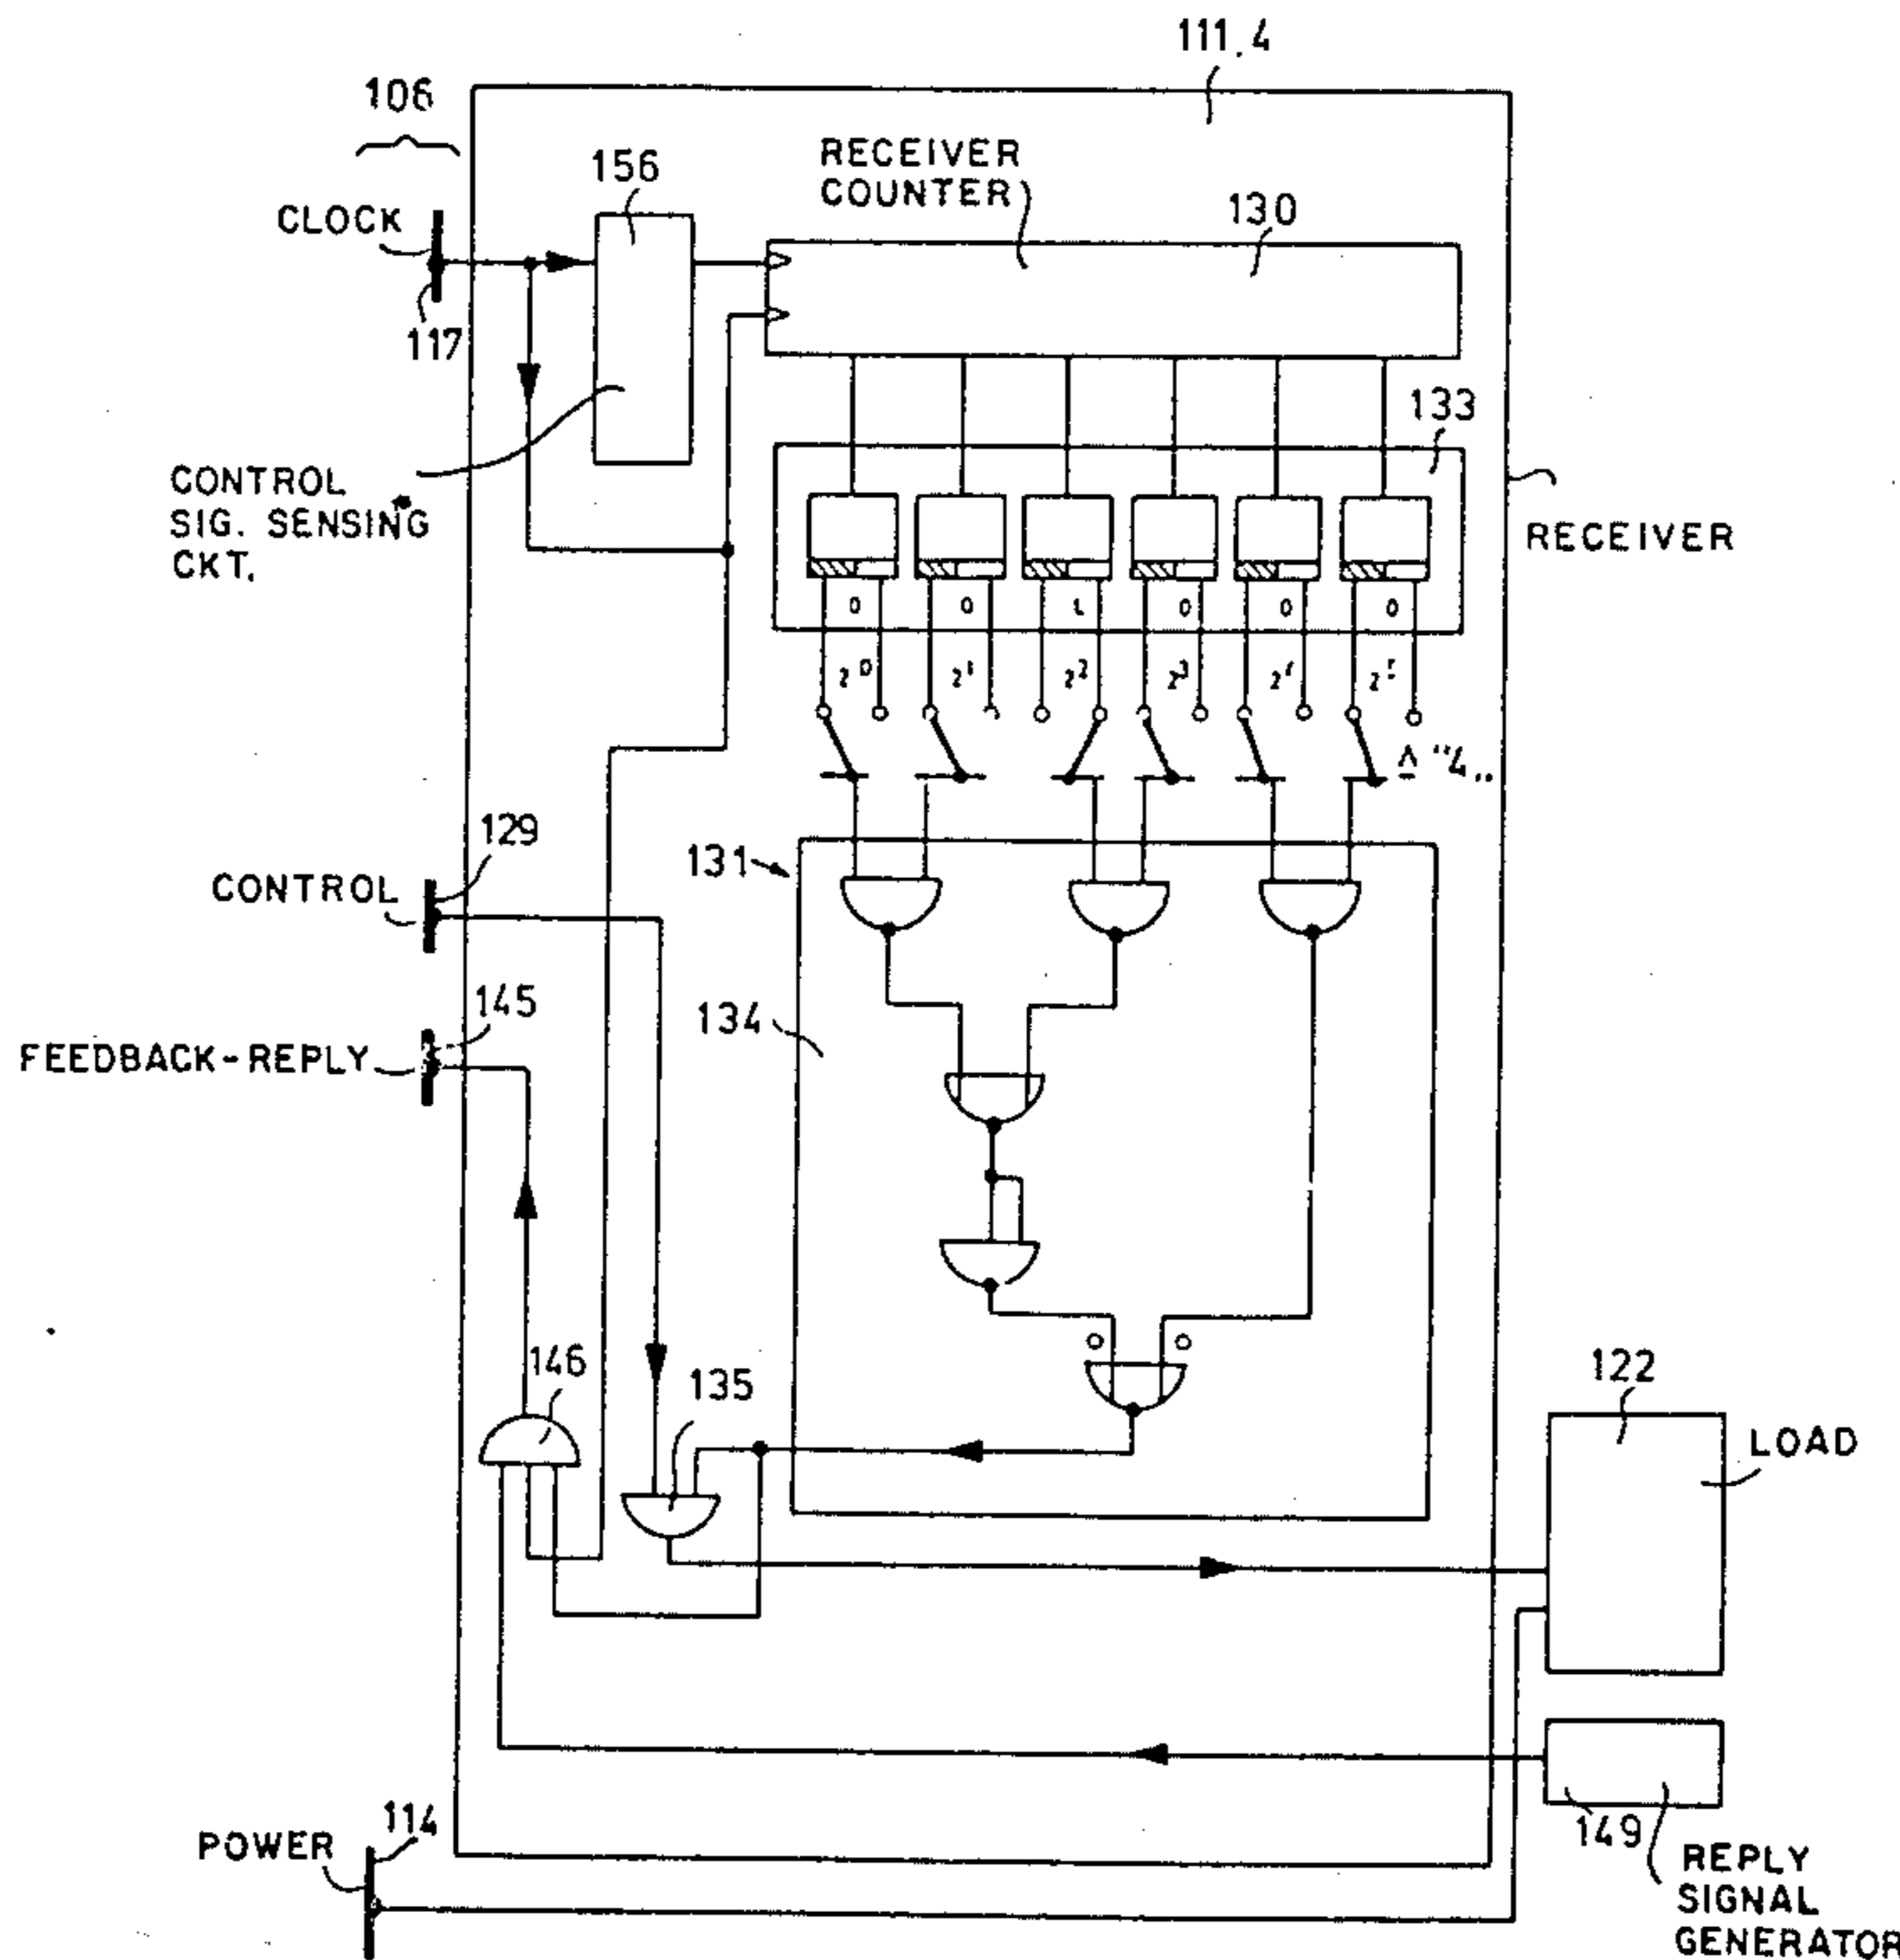 111.4
106
RECEIVER
COUNTER
156
130
CLOCK
117
133
CONTROL
SIG. SENSING
CKT.
RECEIVER
0 0 L 0 0 0
2⁰ 2¹ 2² 2³ 2⁴ 2⁵
≙ "4"
129
131
CONTROL
145
134
FEEDBACK-REPLY
146
135
122
LOAD
114
POWER
149
REPLY
SIGNAL
GENERATOR